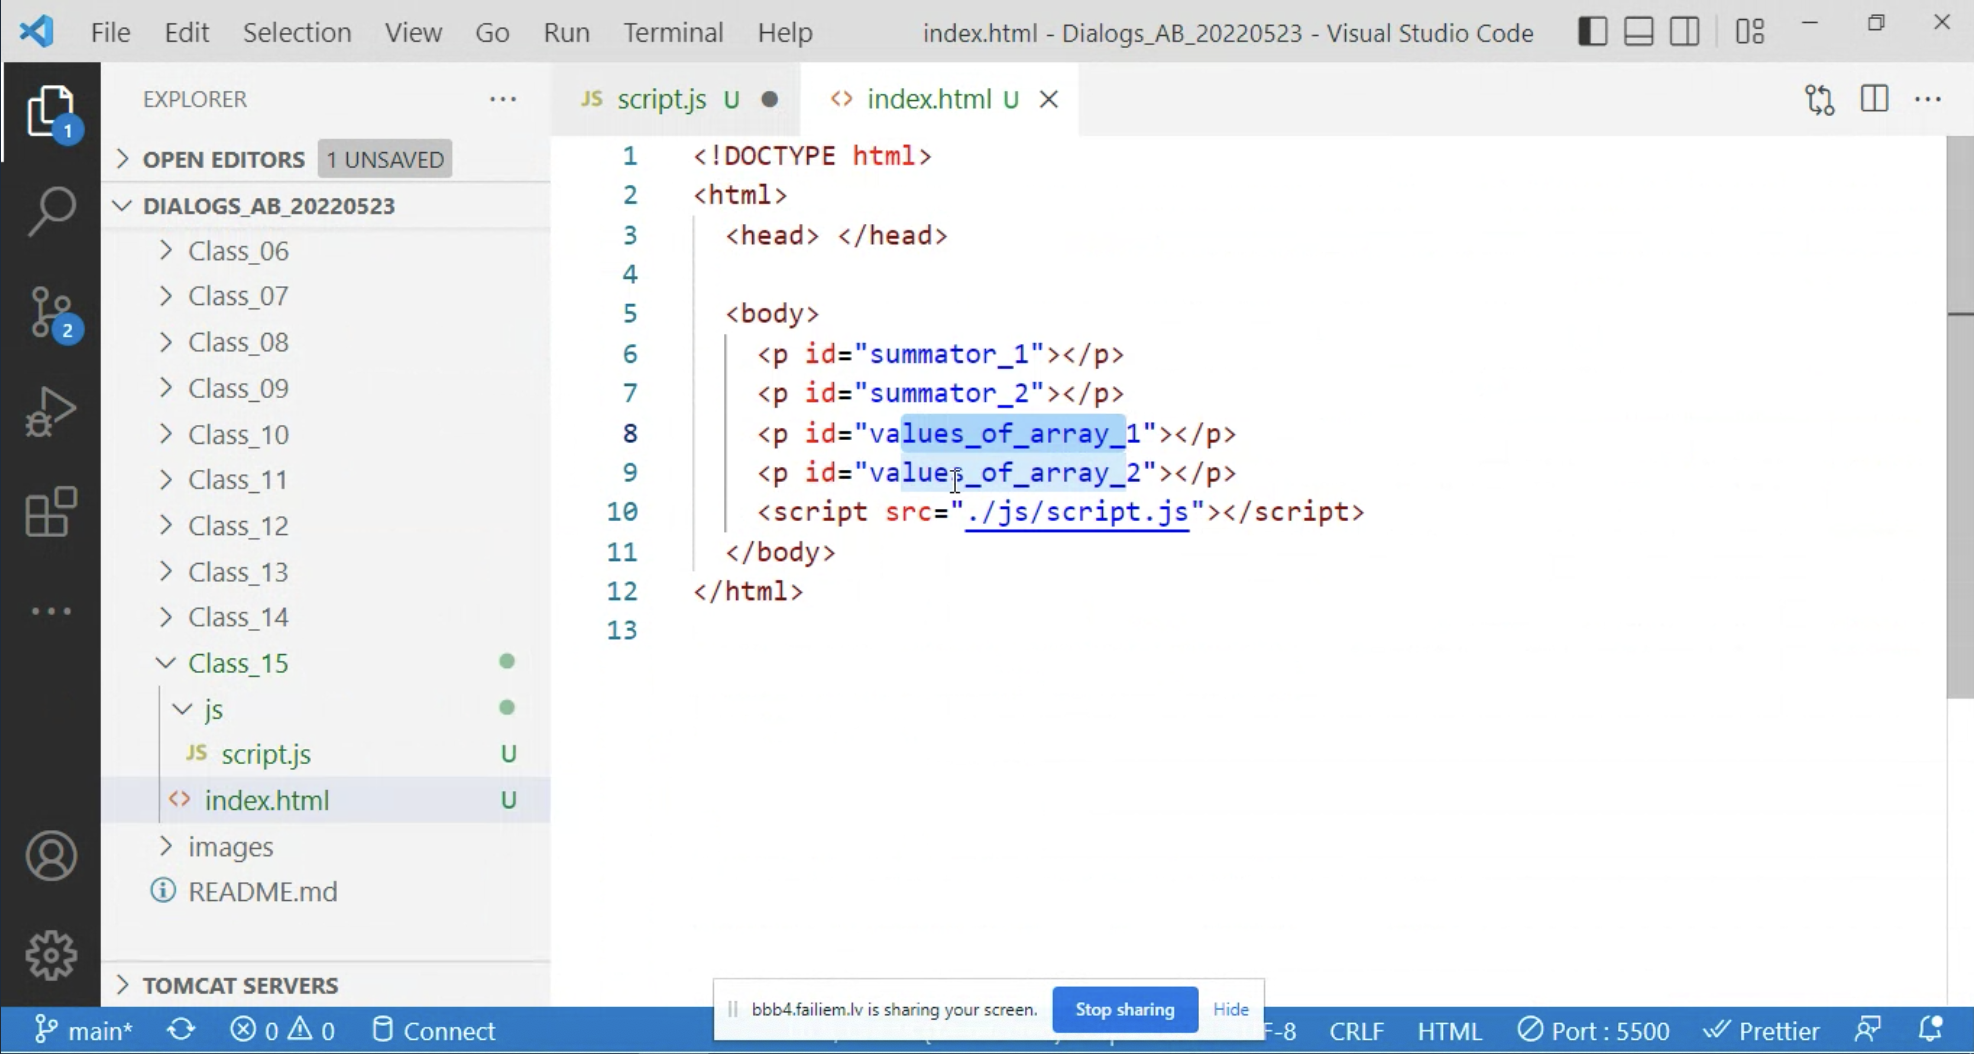 File Edit Selection View Go Run Terminal Help index.html - Dialogs_AB_20220523 - Visual Studio Code
EXPLORER
JS script.js U
<> index.html U
1
OPEN EDITORS 1 UNSAVED
DIALOGS_AB_20220523
Class_06
Class_07
Class_08
Class_09
Class_10
Class_11
Class_12
Class_13
Class_14
Class_15
js
JS script.js U
<> index.html U
images
README.md
TOMCAT SERVERS
2
1 <!DOCTYPE html>
2 <html>
3 <head> </head>
4
5 <body>
6 <p id="summator_1"></p>
7 <p id="summator_2"></p>
8 <p id="values_of_array_1"></p>
9 <p id="values_of_array_2"></p>
10 <script src="./js/script.js"></script>
11 </body>
12 </html>
13
bbb4.failiem.lv is sharing your screen. Stop sharing Hide
main* 0 0 Connect F-8 CRLF HTML Port : 5500 Prettier